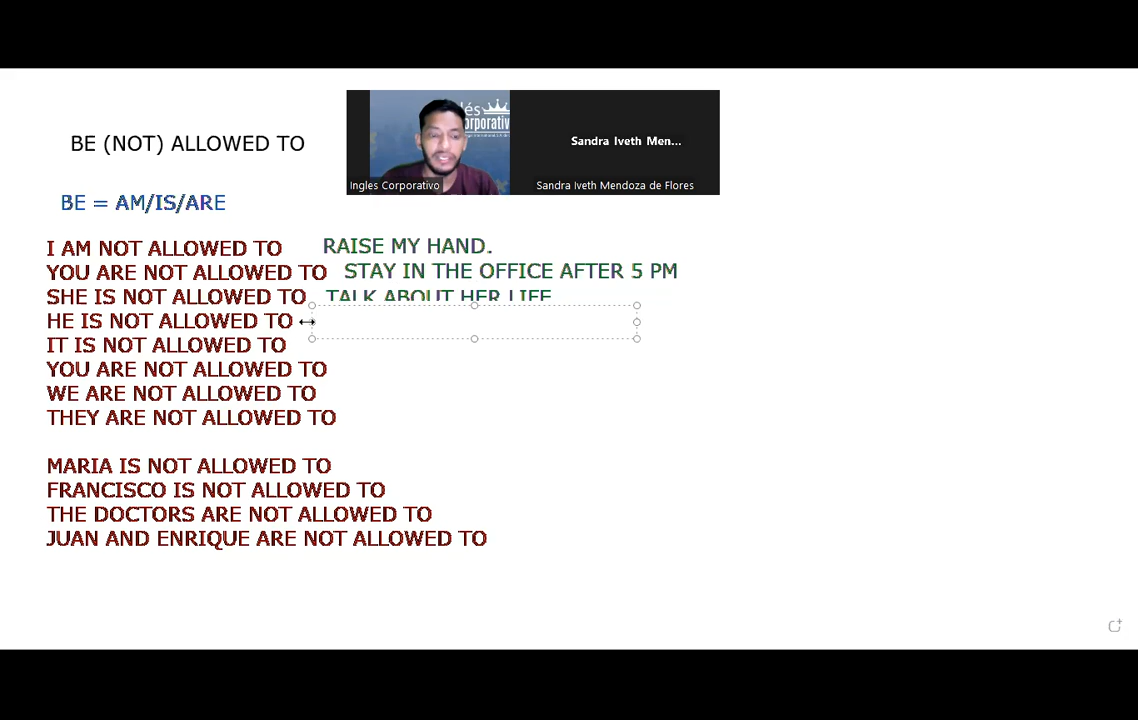 BE (NOT) ALLOWED TO
lés
orporativ
Sandra Iveth Men...
Ingles Corporativo
Sandra Iveth Mendoza de Flores
BE = AM/IS/ARE
I AM NOT ALLOWED TO RAISE MY HAND.
YOU ARE NOT ALLOWED TO STAY IN THE OFFICE AFTER 5 PM
SHE IS NOT ALLOWED TO TALK ABOUT HER LIFE
HE IS NOT ALLOWED TO
IT IS NOT ALLOWED TO
YOU ARE NOT ALLOWED TO
WE ARE NOT ALLOWED TO
THEY ARE NOT ALLOWED TO
MARIA IS NOT ALLOWED TO
FRANCISCO IS NOT ALLOWED TO
THE DOCTORS ARE NOT ALLOWED TO
JUAN AND ENRIQUE ARE NOT ALLOWED TO